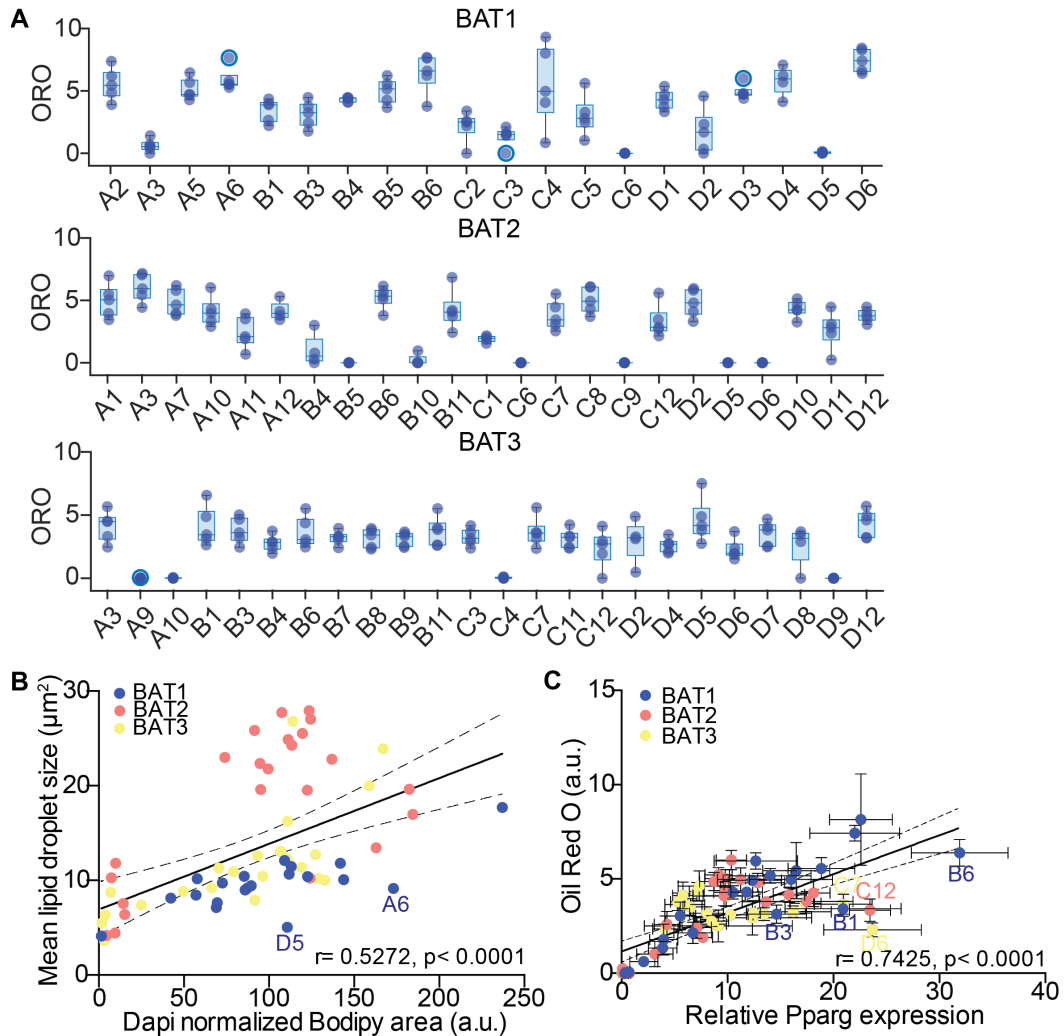 A
BAT1
10
5
0
ORO
A2 A3 A5 A6 B1 B3 B4 B5 B6 C2 C3 C4 C5 C6 D1 D2 D3 D4 D5 D6
BAT2
10
5
0
ORO
A1 A3 A7 A10 A11 A12 B4 B5 B6 B10 B11 C1 C6 C7 C8 C9 C12 D2 D5 D6 D10 D11 D12
BAT3
10
5
0
ORO
A3 A9 A10 B1 B3 B4 B6 B7 B8 B9 B11 C3 C4 C7 C11 C12 D2 D4 D5 D6 D7 D8 D9 D12
B
30
20
10
0
Mean lipid droplet size (µm²)
BAT1
BAT2
BAT3
A6
D5
r= 0.5272, p< 0.0001
0 50 100 150 200 250
Dapi normalized Bodipy area (a.u.)
C
15
10
5
0
Oil Red O (a.u.)
BAT1
BAT2
BAT3
C7
C12
B6
B3
B1
D6
r= 0.7425, p< 0.0001
0 10 20 30 40
Relative Pparg expression